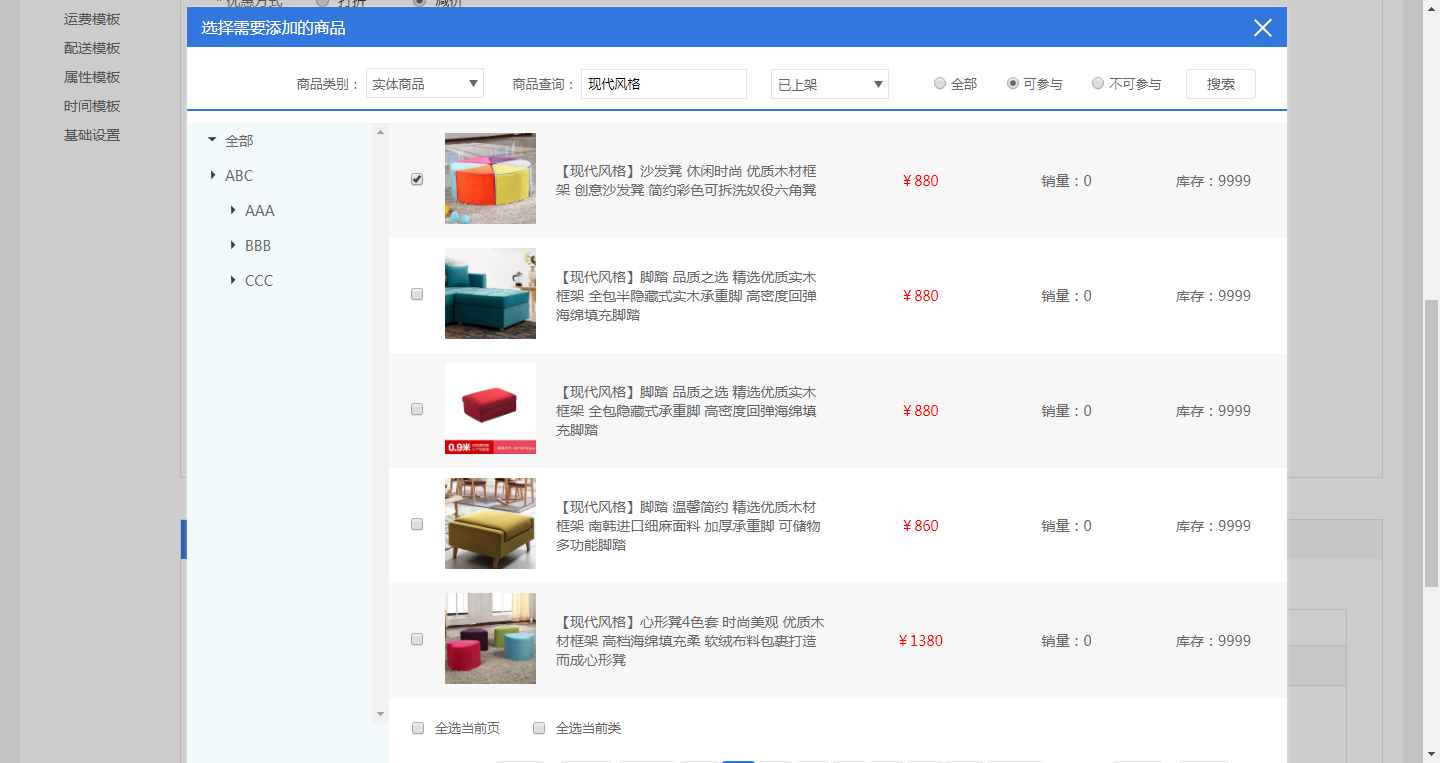 * 优惠方式 打折 减价
运费模板
配送模板
属性模板
时间模板
基础设置
选择需要添加的商品
商品类别： 实体商品 商品查询： 现代风格 已上架 全部 可参与 不可参与 搜索
全部
ABC
AAA
BBB
CCC
【现代风格】沙发凳 休闲时尚 优质木材框
架 创意沙发凳 简约彩色可拆洗奴役六角凳
￥880 销量：0 库存：9999
【现代风格】脚踏 品质之选 精选优质实木
框架 全包半隐藏式实木承重脚 高密度回弹
海绵填充脚踏
￥880 销量：0 库存：9999
【现代风格】脚踏 品质之选 精选优质实木
框架 全包隐藏式承重脚 高密度回弹海绵填
充脚踏
￥880 销量：0 库存：9999
0.9米
【现代风格】脚踏 温馨简约 精选优质木材
框架 南韩进口细麻面料 加厚承重脚 可储物
多功能脚踏
￥860 销量：0 库存：9999
【现代风格】心形凳4色套 时尚美观 优质木
材框架 高档海绵填充柔 软绒布料包裹打造
而成心形凳
￥1380 销量：0 库存：9999
全选当前页 全选当前类